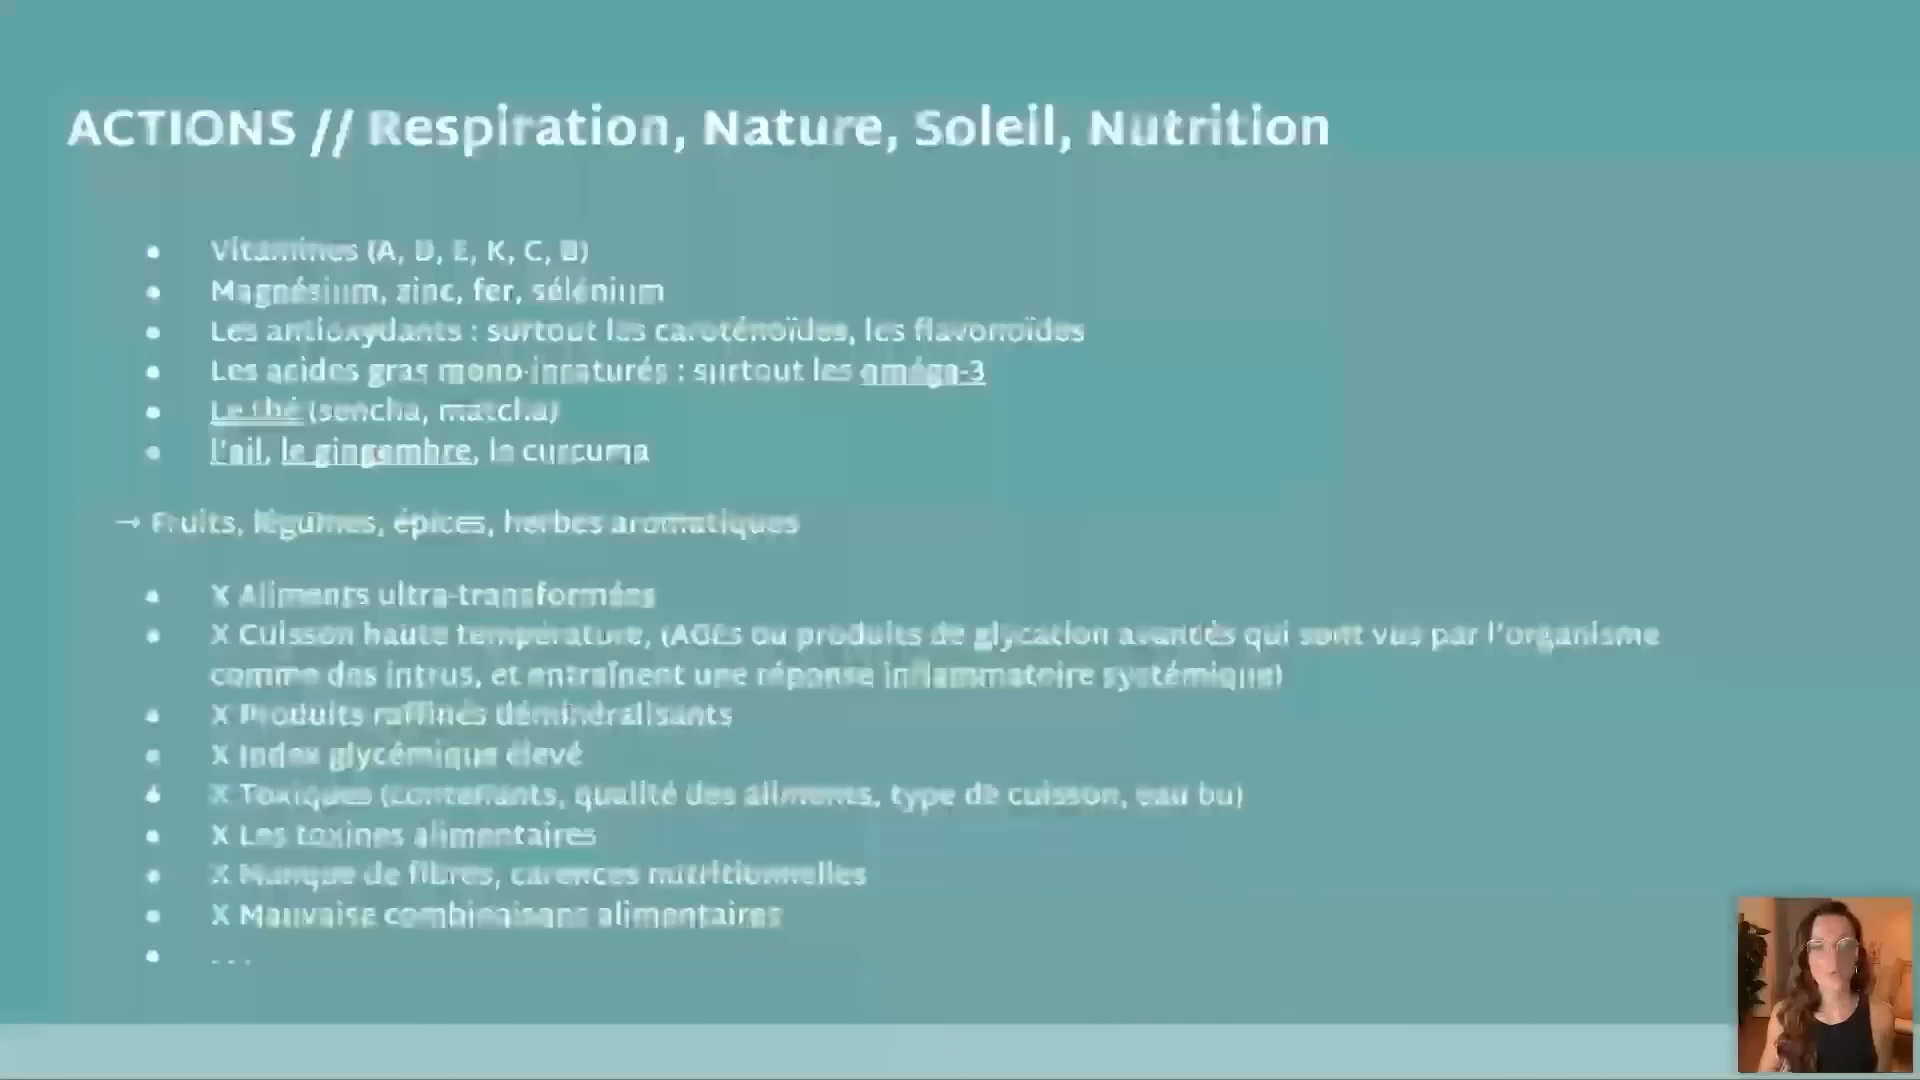 ACTIONS // Respiration, Nature, Soleil, Nutrition
• Vitamines (A, D, E, K, C, B)
• Magnésium, zinc, fer, sélénium
• Les antioxydants : surtout les caroténoïdes, les flavonoïdes
• Les acides gras mono-insaturés : surtout les oméga-3
• Le thé (sencha, matcha)
• l'ail, le gingembre, le curcuma
→ Fruits, légumes, épices, herbes aromatiques
• X Aliments ultra-transformées
• X Cuisson haute température, (AGEs ou produits de glycation avancés qui sont vus par l'organisme
comme des intrus, et entraînent une réponse inflammatoire systémique)
• X Produits raffinés déminéralisants
• X Index glycémique élevé
• X Toxiques (contenants, qualité des aliments, type de cuisson, eau bu)
• X Les toxines alimentaires
• X Manque de fibres, carences nutritionnelles
• X Mauvaise combinaisons alimentaires
• ...